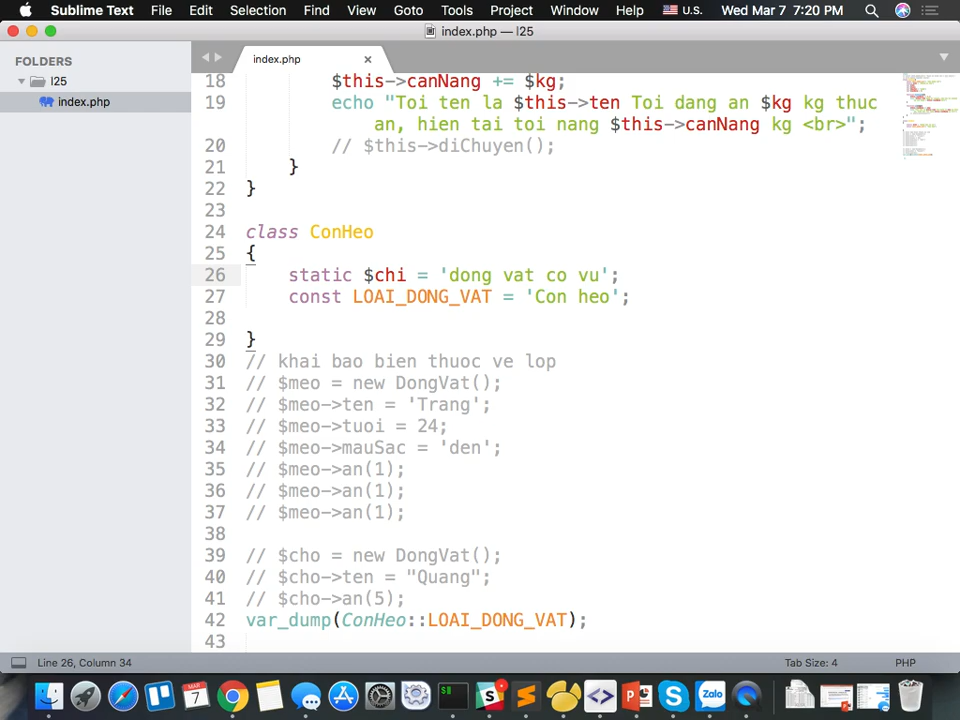 Sublime Text File Edit Selection Find View Goto Tools Project Window Help U.S. Wed Mar 7 7:20 PM
index.php — l25
FOLDERS
l25
index.php
index.php
18 $this->canNang += $kg;
19 echo "Toi ten la $this->ten Toi dang an $kg kg thuc
an, hien tai toi nang $this->canNang kg <br>";
20 // $this->diChuyen();
21 }
22 }
23
24 class ConHeo
25 {
26 static $chi = 'dong vat co vu';
27 const LOAI_DONG_VAT = 'Con heo';
28
29 }
30 // khai bao bien thuoc ve lop
31 // $meo = new DongVat();
32 // $meo->ten = 'Trang';
33 // $meo->tuoi = 24;
34 // $meo->mauSac = 'den';
35 // $meo->an(1);
36 // $meo->an(1);
37 // $meo->an(1);
38
39 // $cho = new DongVat();
40 // $cho->ten = "Quang";
41 // $cho->an(5);
42 var_dump(ConHeo::LOAI_DONG_VAT);
43
Line 26, Column 34 Tab Size: 4 PHP
MAR
7
Zalo